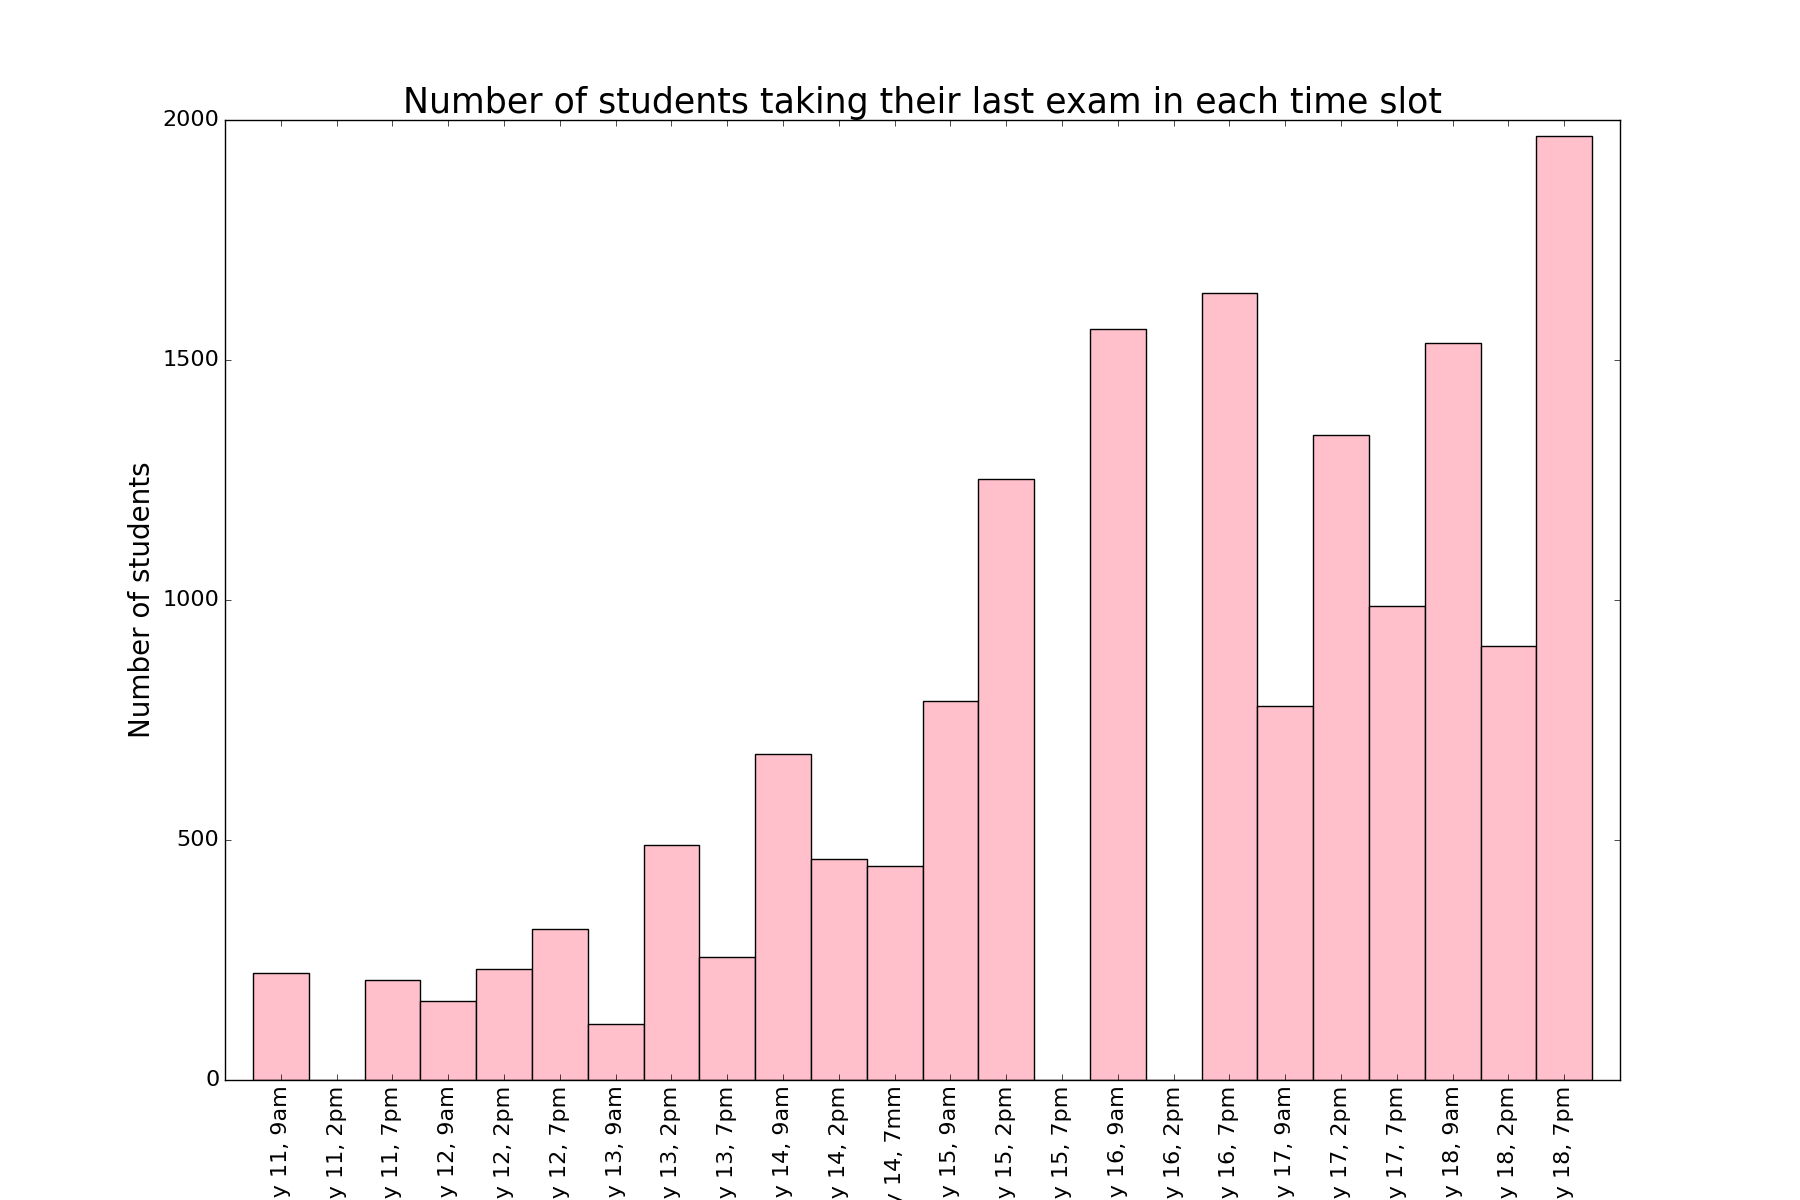 Number of students taking their last exam in each time slot
Number of students
2000
1500
1000
500
0
y 11, 9am
y 11, 2pm
y 11, 7pm
y 12, 9am
y 12, 2pm
y 12, 7pm
y 13, 9am
y 13, 2pm
y 13, 7pm
y 14, 9am
y 14, 2pm
y 14, 7mm
y 15, 9am
y 15, 2pm
y 15, 7pm
y 16, 9am
y 16, 2pm
y 16, 7pm
y 17, 9am
y 17, 2pm
y 17, 7pm
y 18, 9am
y 18, 2pm
y 18, 7pm